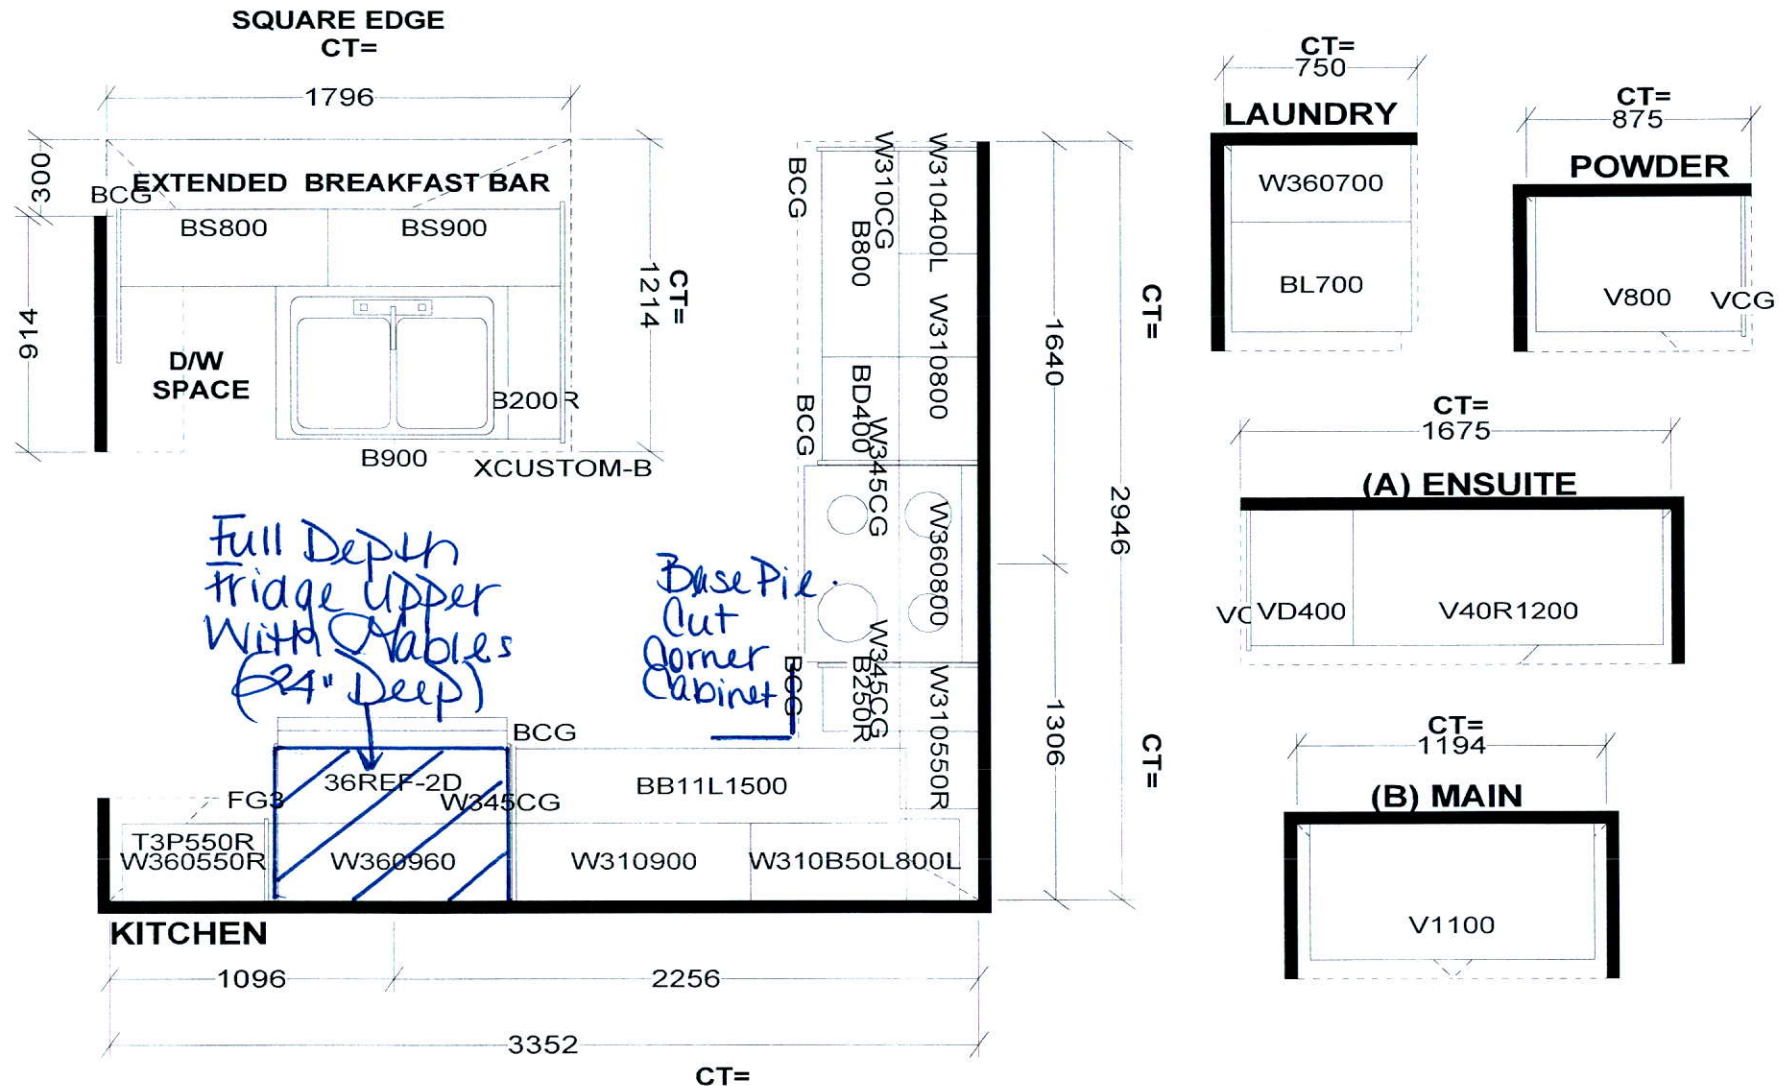 SQUARE EDGE
CT=
1796
300
BCG
EXTENDED BREAKFAST BAR
BS800
BS900
914
D/W
SPACE
B200R
B900
XCUSTOM-B
1214
CT=
BCG
W310CG
W310400L
B800
W310800
BCG
BD400
W345CG
W360800
BCG
W345CG
B250R
W310550R
1640
2946
1306
CT=
CT=
Full Depth
Fridge Upper
With Gables
(24" Deep)
Base Pie
Cut
Corner
Cabinet
BCG
36REF-2D
FG3
W345CG
BB11L1500
T3P550R
W360550R
W360960
W310900
W310B50L800L
KITCHEN
1096
2256
3352
CT=
CT=
750
LAUNDRY
W360700
BL700
CT=
875
POWDER
V800
VCG
CT=
1675
(A) ENSUITE
VC
VD400
V40R1200
CT=
1194
(B) MAIN
V1100